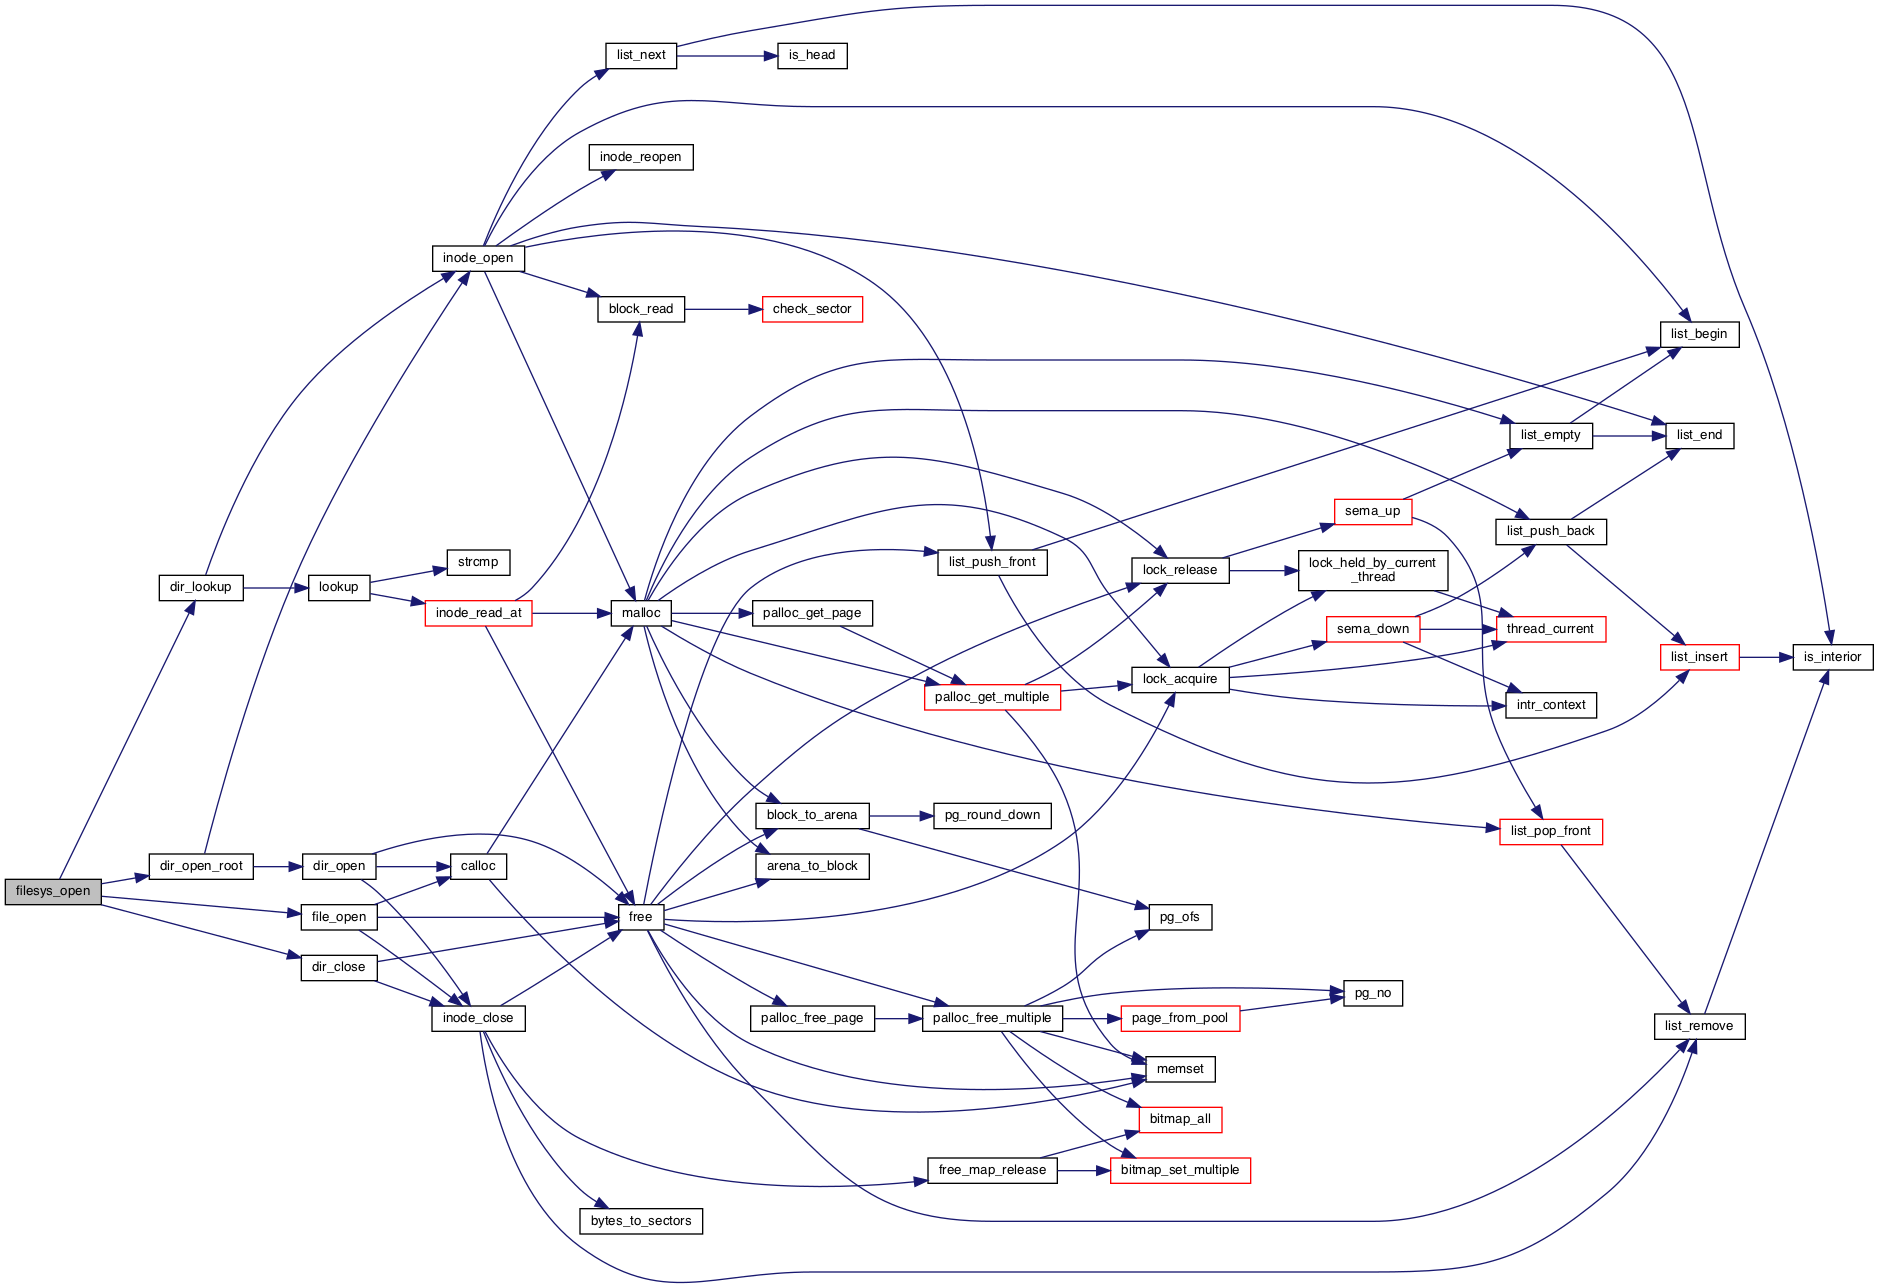 list_next
is_head
inode_reopen
inode_open
block_read
check_sector
list_begin
list_empty
list_end
sema_up
list_push_back
strcmp
list_push_front
lock_release
lock_held_by_current
_thread
dir_lookup
lookup
inode_read_at
malloc
palloc_get_page
sema_down
thread_current
list_insert
is_interior
palloc_get_multiple
lock_acquire
intr_context
block_to_arena
pg_round_down
list_pop_front
dir_open_root
dir_open
calloc
arena_to_block
filesys_open
file_open
free
pg_ofs
dir_close
pg_no
inode_close
palloc_free_page
palloc_free_multiple
page_from_pool
list_remove
memset
bitmap_all
free_map_release
bitmap_set_multiple
bytes_to_sectors